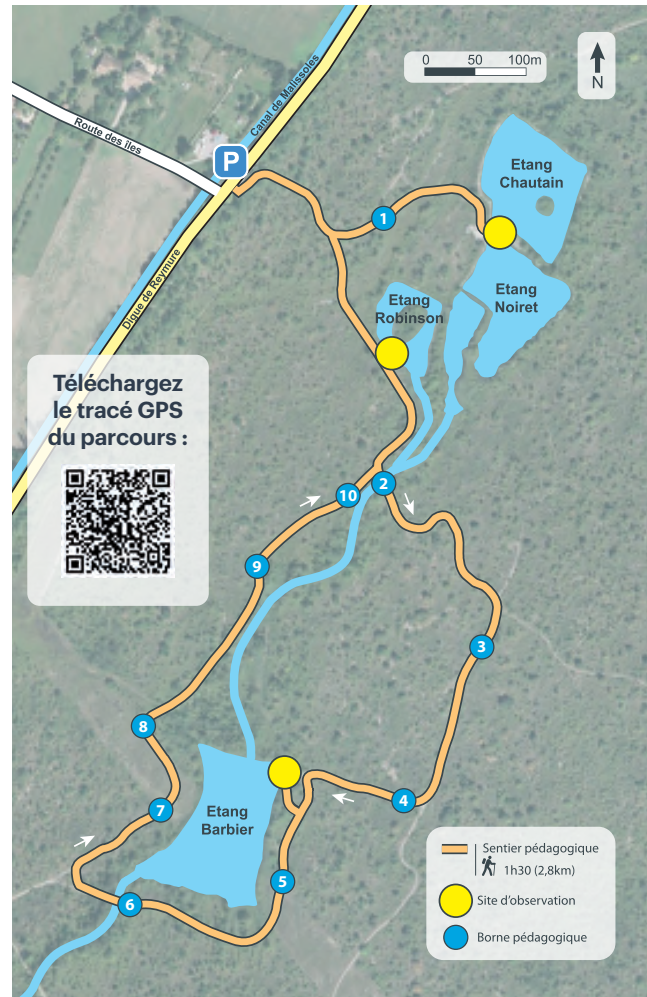 0 50 100m
N
Canal de Malissoles
Route des îles
P
Etang
Chautain
1
Etang
Noiret
Etang
Robinson
Digue de Reymure
Téléchargez
le tracé GPS
du parcours :
2
10
9
3
8
7
4
Etang
Barbier
5
6
Sentier pédagogique
1h30 (2,8km)
Site d'observation
Borne pédagogique